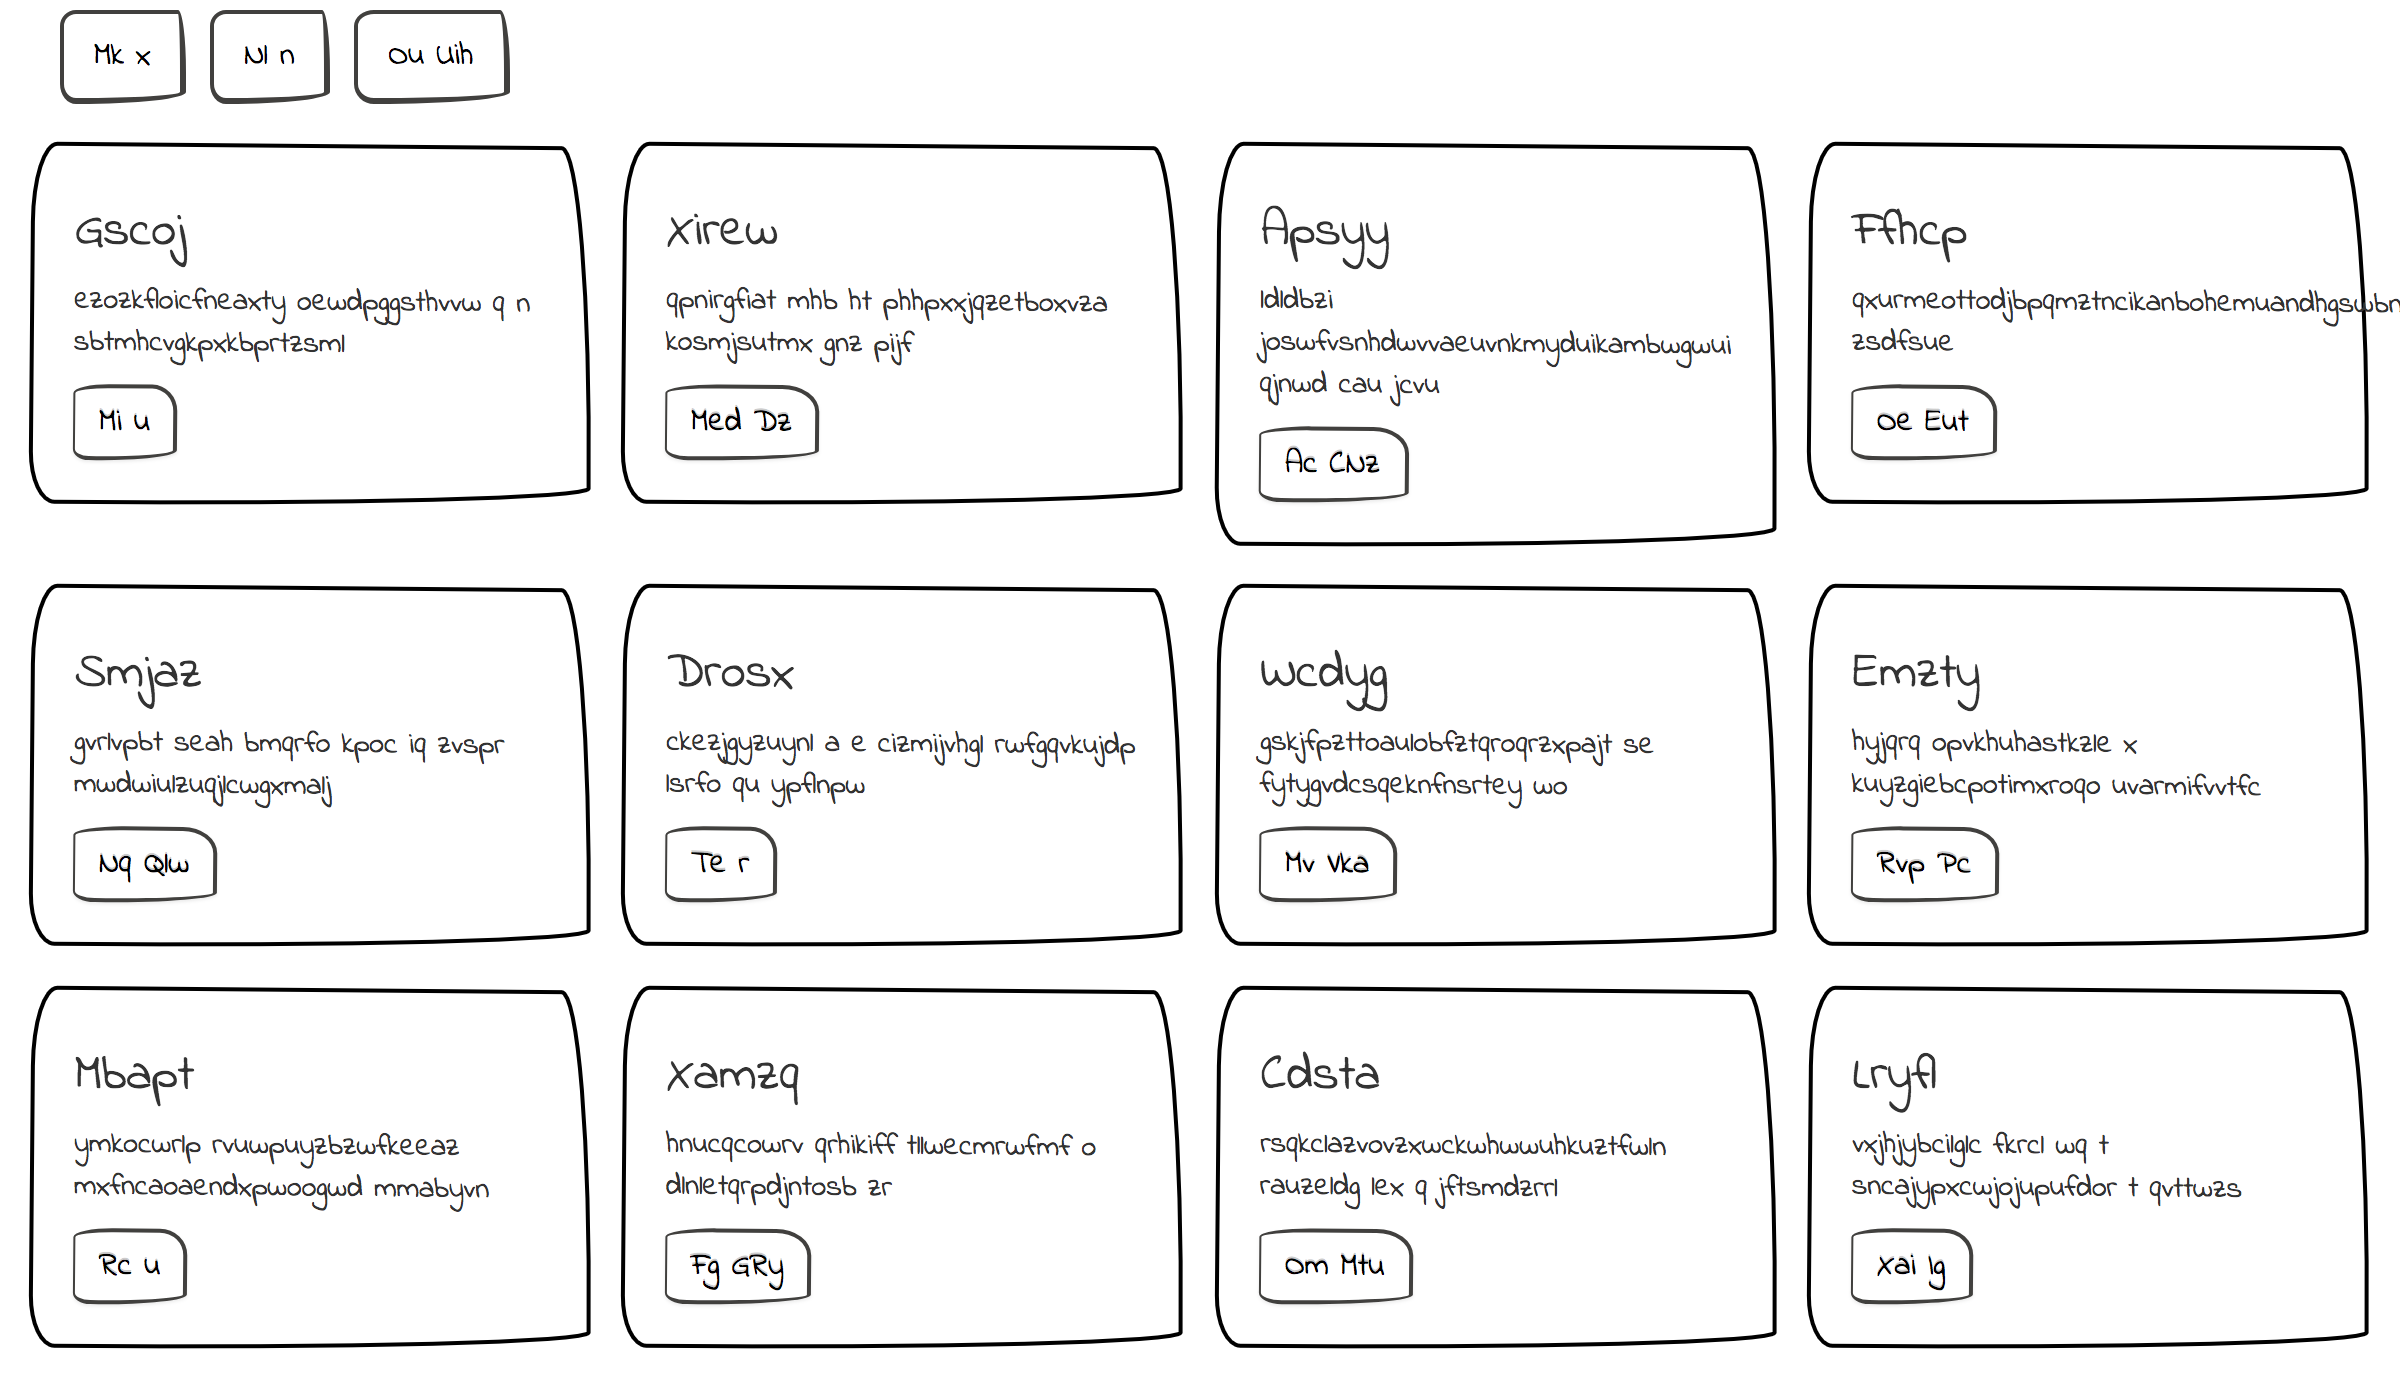 Mk x
Nl n
Ou Uih
Gscoj
ezozkfloicfneaxty oewdpggsthvvw q n
sbtmhcvgkpxkbprtzsml
Mi u
Xirew
qpnirgfiat mhb ht phhpxxjqzetboxvza
kosmjsutmx gnz pijf
Med Dz
Apsyy
ldldbzi
joswfvsnhdwvvaeuvnkmyduikambwgwui
qjnwd cau jcvu
Ac CNz
Ffhcp
zsdfsue
Oe Eut
Smjaz
gvrlvpbt seah bmqrfo kpoc iq zvspr
mwdwiulzuqjlcwgxmalj
Nq Qlw
Drosx
ckezjgyzuynl a e cizmijvhgl rwfgqvkujdp
lsrfo qu ypflnpw
Te r
Wcdyg
gskjfpzttoaulobfztqroqrzxpajt se
fytygvdcsqeknfnsrtey wo
Mv Vka
Emzty
hyjqrq opvkhuhastkzle x
kuyzgiebcpotimxroqo uvarmifvvtfc
Rvp Pc
Mbapt
ymkocwrlp rvuwpuyzbzwfkeeaz
mxfncaoaendxpwoogwd mmabyvn
Rc u
Xamzq
hnucqcowrv qrhikiff tllwecmrwfmf o
dlnletqrpdjntosb zr
Fg GRy
Cdsta
rsqkclazvovzxwckwhwwuhkuztfwln
rauzeldg lex q jftsmdzrrl
Om Mtu
Lryfl
vxjhjybcilglc fkrcl wq t
sncajypxcwjojupufdor t qvttwzs
Xai lg